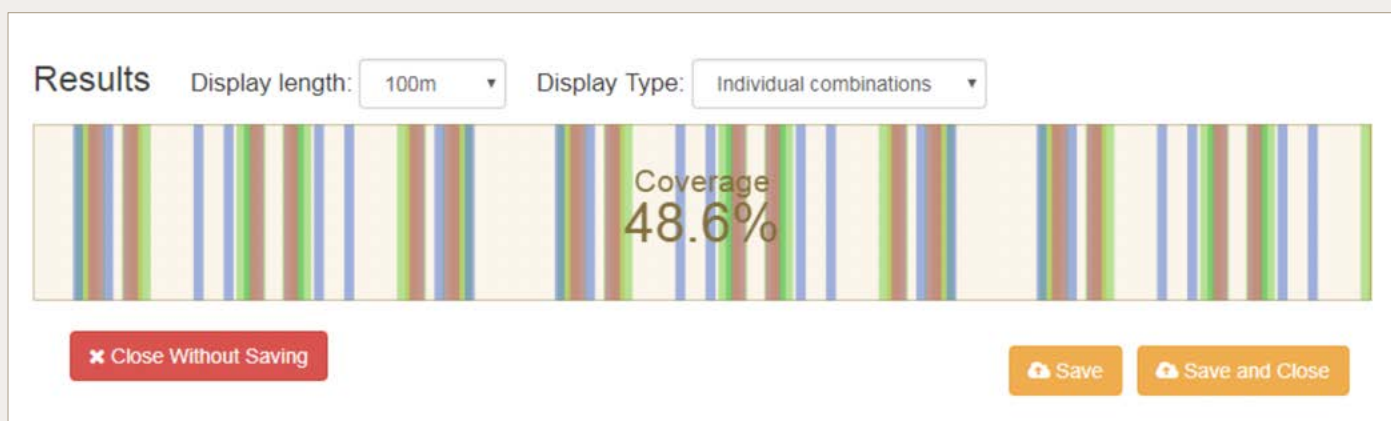 Results Display length: 100m Display Type: Individual combinations
Coverage
48.6%
Close Without Saving Save Save and Close